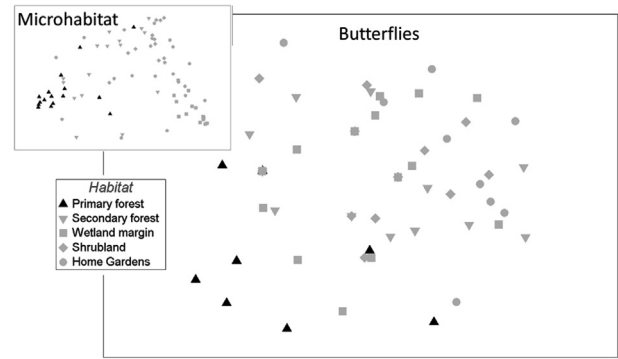 Microhabitat
Butterflies
Habitat
Primary forest
Secondary forest
Wetland margin
Shrubland
Home Gardens